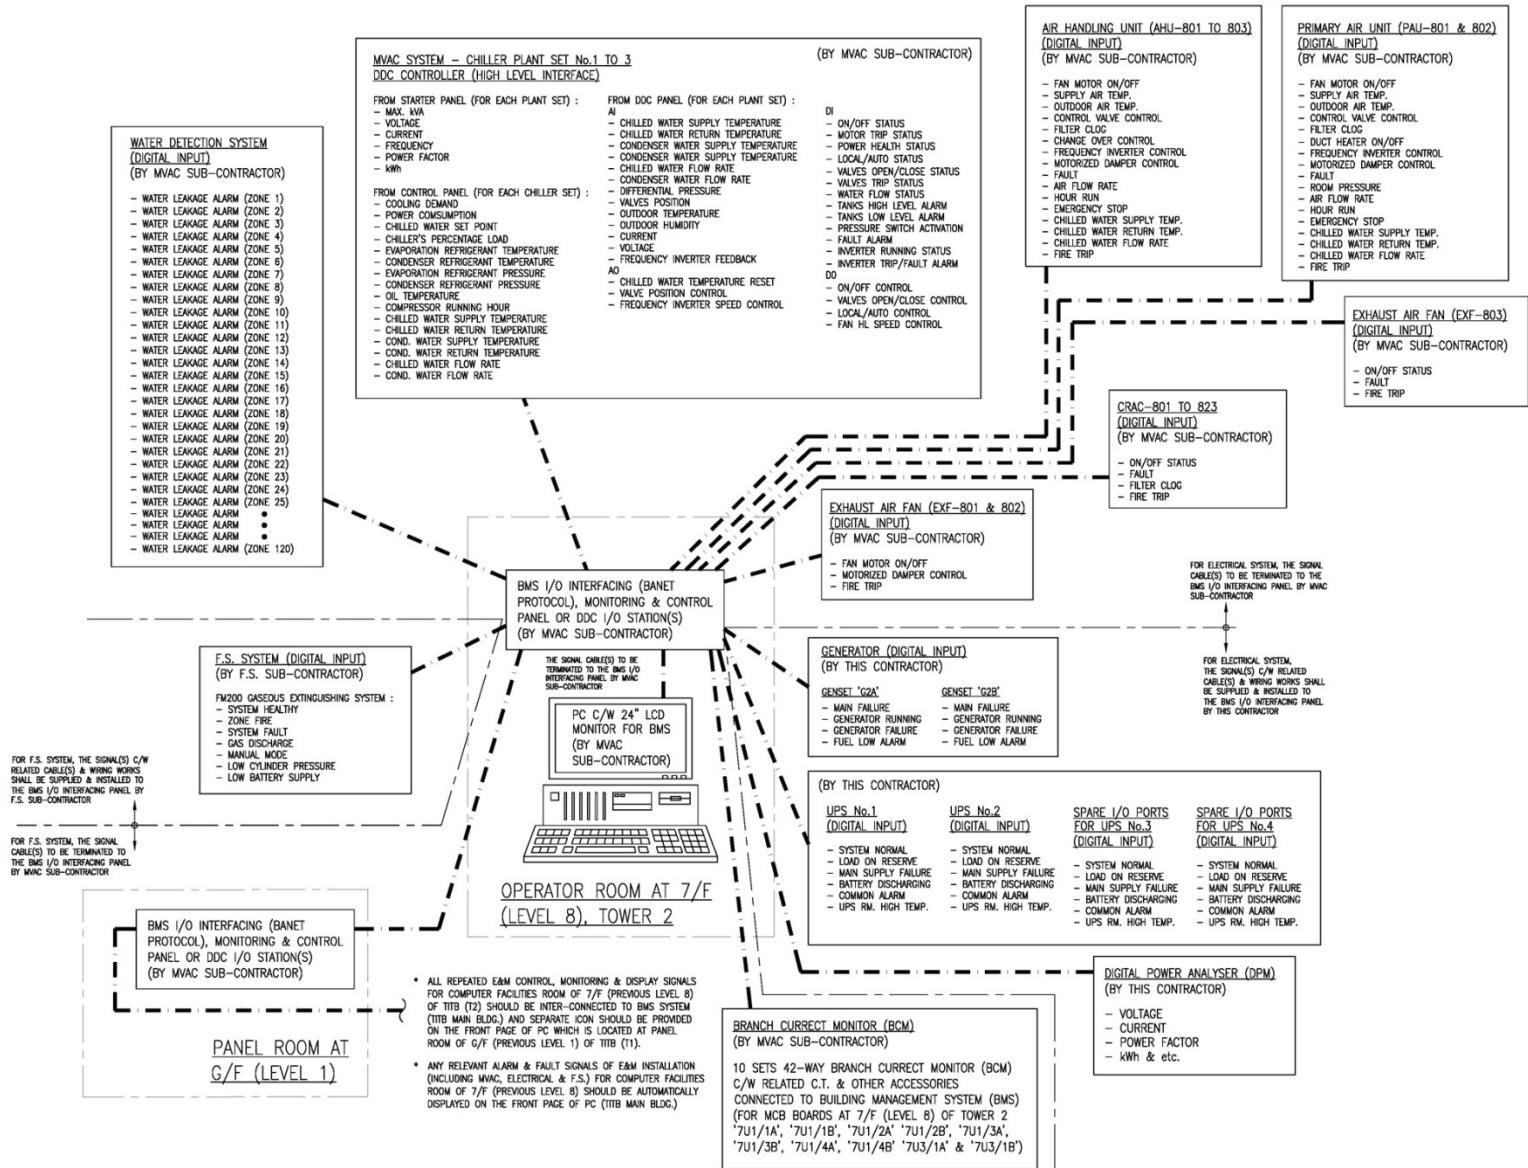 WATER DETECTION SYSTEM
(DIGITAL INPUT)
(BY MVAC SUB-CONTRACTOR)
- WATER LEAKAGE ALARM (ZONE 1)
- WATER LEAKAGE ALARM (ZONE 2)
- WATER LEAKAGE ALARM (ZONE 3)
- WATER LEAKAGE ALARM (ZONE 4)
- WATER LEAKAGE ALARM (ZONE 5)
- WATER LEAKAGE ALARM (ZONE 6)
- WATER LEAKAGE ALARM (ZONE 7)
- WATER LEAKAGE ALARM (ZONE 8)
- WATER LEAKAGE ALARM (ZONE 9)
- WATER LEAKAGE ALARM (ZONE 10)
- WATER LEAKAGE ALARM (ZONE 11)
- WATER LEAKAGE ALARM (ZONE 12)
- WATER LEAKAGE ALARM (ZONE 13)
- WATER LEAKAGE ALARM (ZONE 14)
- WATER LEAKAGE ALARM (ZONE 15)
- WATER LEAKAGE ALARM (ZONE 16)
- WATER LEAKAGE ALARM (ZONE 17)
- WATER LEAKAGE ALARM (ZONE 18)
- WATER LEAKAGE ALARM (ZONE 19)
- WATER LEAKAGE ALARM (ZONE 20)
- WATER LEAKAGE ALARM (ZONE 21)
- WATER LEAKAGE ALARM (ZONE 22)
- WATER LEAKAGE ALARM (ZONE 23)
- WATER LEAKAGE ALARM (ZONE 24)
- WATER LEAKAGE ALARM (ZONE 25)
- WATER LEAKAGE ALARM •
- WATER LEAKAGE ALARM •
- WATER LEAKAGE ALARM •
- WATER LEAKAGE ALARM (ZONE 120)
MVAC SYSTEM - CHILLER PLANT SET No.1 TO 3
DDC CONTROLLER (HIGH LEVEL INTERFACE)
(BY MVAC SUB-CONTRACTOR)
FROM STARTER PANEL (FOR EACH PLANT SET) :
- MAX. kVA
- VOLTAGE
- CURRENT
- FREQUENCY
- POWER FACTOR
- kWh
FROM CONTROL PANEL (FOR EACH CHILLER SET) :
- COOLING DEMAND
- POWER COMSUMPTION
- CHILLED WATER SET POINT
- CHILLER'S PERCENTAGE LOAD
- EVAPORATION REFRIGERANT TEMPERATURE
- CONDENSER REFRIGERANT TEMPERATURE
- EVAPORATION REFRIGERANT PRESSURE
- CONDENSER REFRIGERANT PRESSURE
- OIL TEMPERATURE
- COMPRESSOR RUNNING HOUR
- CHILLED WATER SUPPLY TEMPERATURE
- CHILLED WATER RETURN TEMPERATURE
- COND. WATER SUPPLY TEMPERATURE
- COND. WATER RETURN TEMPERATURE
- CHILLED WATER FLOW RATE
- COND. WATER FLOW RATE
FROM DDC PANEL (FOR EACH PLANT SET) :
AI
- CHILLED WATER SUPPLY TEMPERATURE
- CHILLED WATER RETURN TEMPERATURE
- CONDENSER WATER SUPPLY TEMPERATURE
- CONDENSER WATER SUPPLY TEMPERATURE
- CHILLED WATER FLOW RATE
- CONDENSER WATER FLOW RATE
- DIFFERENTIAL PRESSURE
- VALVES POSITION
- OUTDOOR TEMPERATURE
- OUTDOOR HUMIDITY
- CURRENT
- VOLTAGE
- FREQUENCY INVERTER FEEDBACK
AO
- CHILLED WATER TEMPERATURE RESET
- VALVE POSITION CONTROL
- FREQUENCY INVERTER SPEED CONTROL
DI
- ON/OFF STATUS
- MOTOR TRIP STATUS
- POWER HEALTH STATUS
- LOCAL/AUTO STATUS
- VALVES OPEN/CLOSE STATUS
- VALVES TRIP STATUS
- WATER FLOW STATUS
- TANKS HIGH LEVEL ALARM
- TANKS LOW LEVEL ALARM
- PRESSURE SWITCH ACTIVATION
- FAULT ALARM
- INVERTER RUNNING STATUS
- INVERTER TRIP/FAULT ALARM
DO
- ON/OFF CONTROL
- VALVES OPEN/CLOSE CONTROL
- LOCAL/AUTO CONTROL
- FAN HL SPEED CONTROL
AIR HANDLING UNIT (AHU-801 TO 803)
(DIGITAL INPUT)
(BY MVAC SUB-CONTRACTOR)
- FAN MOTOR ON/OFF
- SUPPLY AIR TEMP.
- OUTDOOR AIR TEMP.
- CONTROL VALVE CONTROL
- FILTER CLOG
- CHANGE OVER CONTROL
- FREQUENCY INVERTER CONTROL
- MOTORIZED DAMPER CONTROL
- FAULT
- AIR FLOW RATE
- HOUR RUN
- EMERGENCY STOP
- CHILLED WATER SUPPLY TEMP.
- CHILLED WATER RETURN TEMP.
- CHILLED WATER FLOW RATE
- FIRE TRIP
PRIMARY AIR UNIT (PAU-801 & 802)
(DIGITAL INPUT)
(BY MVAC SUB-CONTRACTOR)
- FAN MOTOR ON/OFF
- SUPPLY AIR TEMP.
- OUTDOOR AIR TEMP.
- CONTROL VALVE CONTROL
- FILTER CLOG
- DUCT HEATER ON/OFF
- FREQUENCY INVERTER CONTROL
- MOTORIZED DAMPER CONTROL
- FAULT
- ROOM PRESSURE
- AIR FLOW RATE
- HOUR RUN
- EMERGENCY STOP
- CHILLED WATER SUPPLY TEMP.
- CHILLED WATER RETURN TEMP.
- CHILLED WATER FLOW RATE
- FIRE TRIP
EXHAUST AIR FAN (EXF-803)
(DIGITAL INPUT)
(BY MVAC SUB-CONTRACTOR)
- ON/OFF STATUS
- FAULT
- FIRE TRIP
CRAC-801 TO 823
(DIGITAL INPUT)
(BY MVAC SUB-CONTRACTOR)
- ON/OFF STATUS
- FAULT
- FILTER CLOG
- FIRE TRIP
EXHAUST AIR FAN (EXF-801 & 802)
(DIGITAL INPUT)
(BY MVAC SUB-CONTRACTOR)
- FAN MOTOR ON/OFF
- MOTORIZED DAMPER CONTROL
- FIRE TRIP
BMS I/O INTERFACING (BANET
PROTOCOL), MONITORING & CONTROL
PANEL OR DDC I/O STATION(S)
(BY MVAC SUB-CONTRACTOR)
FOR ELECTRICAL SYSTEM, THE SIGNAL
CABLE(S) TO BE TERMINATED TO THE
BMS I/O INTERFACING PANEL BY MVAC
SUB-CONTRACTOR
FOR ELECTRICAL SYSTEM,
THE SIGNAL(S) C/W RELATED
CABLE(S) & WIRING WORKS SHALL
BE SUPPLIED & INSTALLED TO
THE BMS I/O INTERFACING PANEL
BY THIS CONTRACTOR
F.S. SYSTEM (DIGITAL INPUT)
(BY F.S. SUB-CONTRACTOR)
FM200 GASEOUS EXTINGUISHING SYSTEM :
- SYSTEM HEALTHY
- ZONE FIRE
- SYSTEM FAULT
- GAS DISCHARGE
- MANUAL MODE
- LOW CYLINDER PRESSURE
- LOW BATTERY SUPPLY
THE SIGNAL CABLE(S) TO BE
TERMINATED TO THE BMS I/O
INTERFACING PANEL BY MVAC
SUB-CONTRACTOR
PC C/W 24" LCD
MONITOR FOR BMS
(BY MVAC
SUB-CONTRACTOR)
OPERATOR ROOM AT 7/F
(LEVEL 8), TOWER 2
GENERATOR (DIGITAL INPUT)
(BY THIS CONTRACTOR)
GENSET 'G2A'
- MAIN FAILURE
- GENERATOR RUNNING
- GENERATOR FAILURE
- FUEL LOW ALARM
GENSET 'G2B'
- MAIN FAILURE
- GENERATOR RUNNING
- GENERATOR FAILURE
- FUEL LOW ALARM
(BY THIS CONTRACTOR)
UPS No.1
(DIGITAL INPUT)
- SYSTEM NORMAL
- LOAD ON RESERVE
- MAIN SUPPLY FAILURE
- BATTERY DISCHARGING
- COMMON ALARM
- UPS RM. HIGH TEMP.
UPS No.2
(DIGITAL INPUT)
- SYSTEM NORMAL
- LOAD ON RESERVE
- MAIN SUPPLY FAILURE
- BATTERY DISCHARGING
- COMMON ALARM
- UPS RM. HIGH TEMP.
SPARE I/O PORTS
FOR UPS No.3
(DIGITAL INPUT)
- SYSTEM NORMAL
- LOAD ON RESERVE
- MAIN SUPPLY FAILURE
- BATTERY DISCHARGING
- COMMON ALARM
- UPS RM. HIGH TEMP.
SPARE I/O PORTS
FOR UPS No.4
(DIGITAL INPUT)
- SYSTEM NORMAL
- LOAD ON RESERVE
- MAIN SUPPLY FAILURE
- BATTERY DISCHARGING
- COMMON ALARM
- UPS RM. HIGH TEMP.
FOR F.S. SYSTEM, THE SIGNAL(S) C/W
RELATED CABLE(S) & WIRING WORKS
SHALL BE SUPPLIED & INSTALLED TO
THE BMS I/O INTERFACING PANEL BY
F.S. SUB-CONTRACTOR
FOR F.S. SYSTEM, THE SIGNAL
CABLE(S) TO BE TERMINATED TO
THE BMS I/O INTERFACING PANEL
BY MVAC SUB-CONTRACTOR
BMS I/O INTERFACING (BANET
PROTOCOL), MONITORING & CONTROL
PANEL OR DDC I/O STATION(S)
(BY MVAC SUB-CONTRACTOR)
PANEL ROOM AT
G/F (LEVEL 1)
* ALL REPEATED E&M CONTROL, MONITORING & DISPLAY SIGNALS
FOR COMPUTER FACILITIES ROOM OF 7/F (PREVIOUS LEVEL 8)
OF TITB (T2) SHOULD BE INTER-CONNECTED TO BMS SYSTEM
(TITB MAIN BLDG.) AND SEPARATE ICON SHOULD BE PROVIDED
ON THE FRONT PAGE OF PC WHICH IS LOCATED AT PANEL
ROOM OF G/F (PREVIOUS LEVEL 1) OF TITB (T1).
* ANY RELEVANT ALARM & FAULT SIGNALS OF E&M INSTALLATION
(INCLUDING MVAC, ELECTRICAL & F.S.) FOR COMPUTER FACILITIES
ROOM OF 7/F (PREVIOUS LEVEL 8) SHOULD BE AUTOMATICALLY
DISPLAYED ON THE FRONT PAGE OF PC (TITB MAIN BLDG.)
BRANCH CURRECT MONITOR (BCM)
(BY MVAC SUB-CONTRACTOR)
10 SETS 42-WAY BRANCH CURRECT MONITOR (BCM)
C/W RELATED C.T. & OTHER ACCESSORIES
CONNECTED TO BUILDING MANAGEMENT SYSTEM (BMS)
(FOR MCB BOARDS AT 7/F (LEVEL 8) OF TOWER 2
'7U1/1A', '7U1/1B', '7U1/2A' '7U1/2B', '7U1/3A',
'7U1/3B', '7U1/4A', '7U1/4B' '7U3/1A' & '7U3/1B')
DIGITAL POWER ANALYSER (DPM)
(BY THIS CONTRACTOR)
- VOLTAGE
- CURRENT
- POWER FACTOR
- kWh & etc.